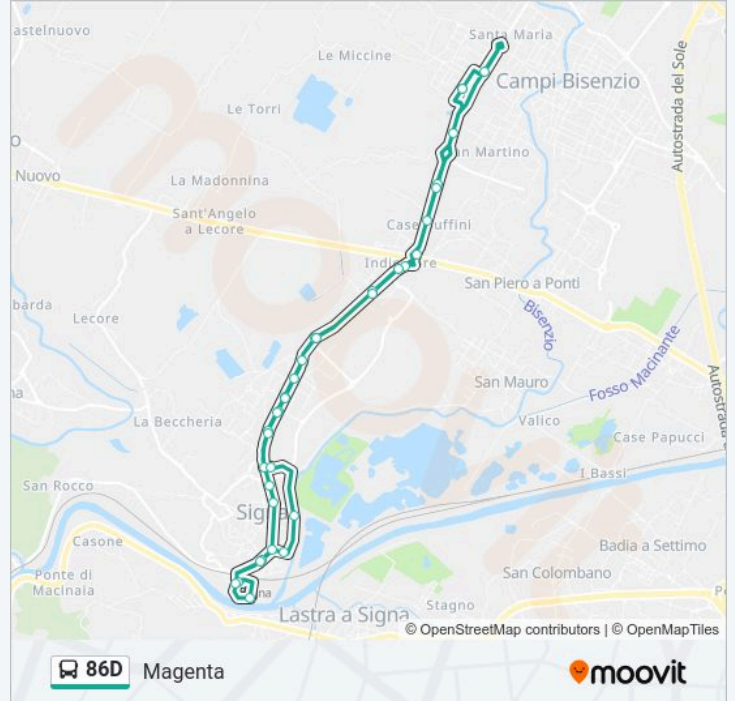 astelnuovo
Santa Maria
Le Miccine
Campi Bisenzio
Autostrada del Sole
Le Torri
San Martino
Nuovo
La Madonnina
Sant'Angelo
a Lecore
Case Ruffini
Indicatore
San Piero a Ponti
barda
Lecore
Bisenzio
Fosso Macinante
Autostrada
San Mauro
La Beccheria
Valico
Case Papucci
I Bassi
San Rocco
Signa
Casone
Badia a Settimo
Ponte di
Macinaia
San Colombano
Lastra a Signa
Stagno
© OpenStreetMap contributors | © OpenMapTiles
86D
Magenta
moovit